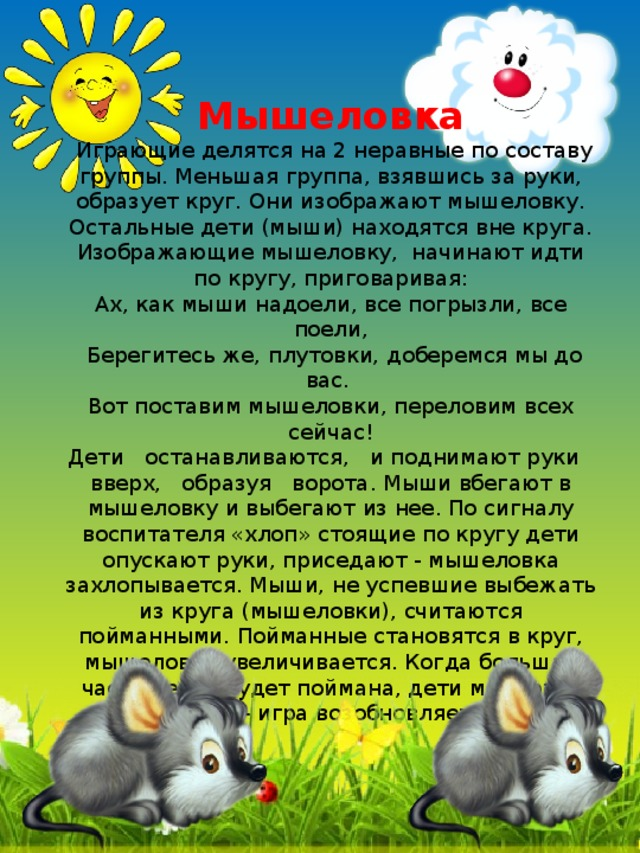 Мышеловка
Играющие делятся на 2 неравные по составу
группы. Меньшая группа, взявшись за руки,
образует круг. Они изображают мышеловку.
Остальные дети (мыши) находятся вне круга.
Изображающие мышеловку, начинают идти
по кругу, приговаривая:
Ах, как мыши надоели, все погрызли, все
поели,
Берегитесь же, плутовки, доберемся мы до
вас.
Вот поставим мышеловки, переловим всех
сейчас!
Дети останавливаются, и поднимают руки
вверх, образуя ворота. Мыши вбегают в
мышеловку и выбегают из нее. По сигналу
воспитателя «хлоп» стоящие по кругу дети
опускают руки, приседают - мышеловка
захлопывается. Мыши, не успевшие выбежать
из круга (мышеловки), считаются
пойманными. Пойманные становятся в круг,
увеличивается. Когда
поймана, дети
- игра